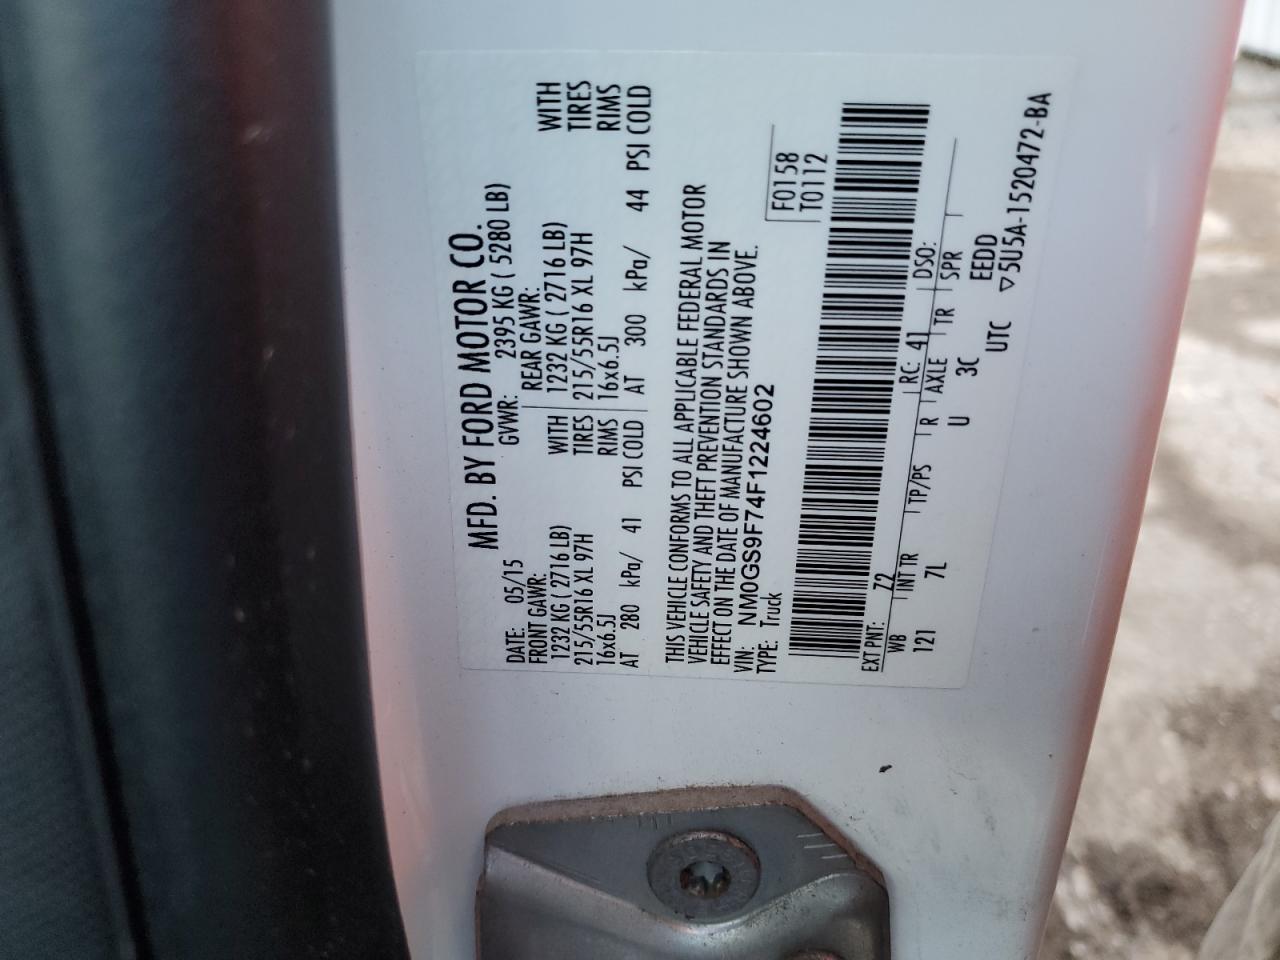 MFD. BY FORD MOTOR CO.
DATE: 05/15 GVWR: 2395 KG ( 5280 LB)
FRONT GAWR: REAR GAWR:
1232 KG ( 2716 LB) WITH 1232 KG ( 2716 LB) WITH
215/55R16 XL 97H TIRES 215/55R16 XL 97H TIRES
16x6.5J RIMS 16x6.5J RIMS
AT 280 kPa/ 41 PSI COLD AT 300 kPa/ 44 PSI COLD
THIS VEHICLE CONFORMS TO ALL APPLICABLE FEDERAL MOTOR
VEHICLE SAFETY AND THEFT PREVENTION STANDARDS IN
EFFECT ON THE DATE OF MANUFACTURE SHOWN ABOVE.
VIN: NM0GS9F74F1224602 F0158
TYPE: Truck T0112
EXT PNT: Z2 RC: 41 DSO:
WB INT TR TP/PS R AXLE TR SPR
121 7L U 3C EEDD
UTC ▽5U5A-1520472-BA